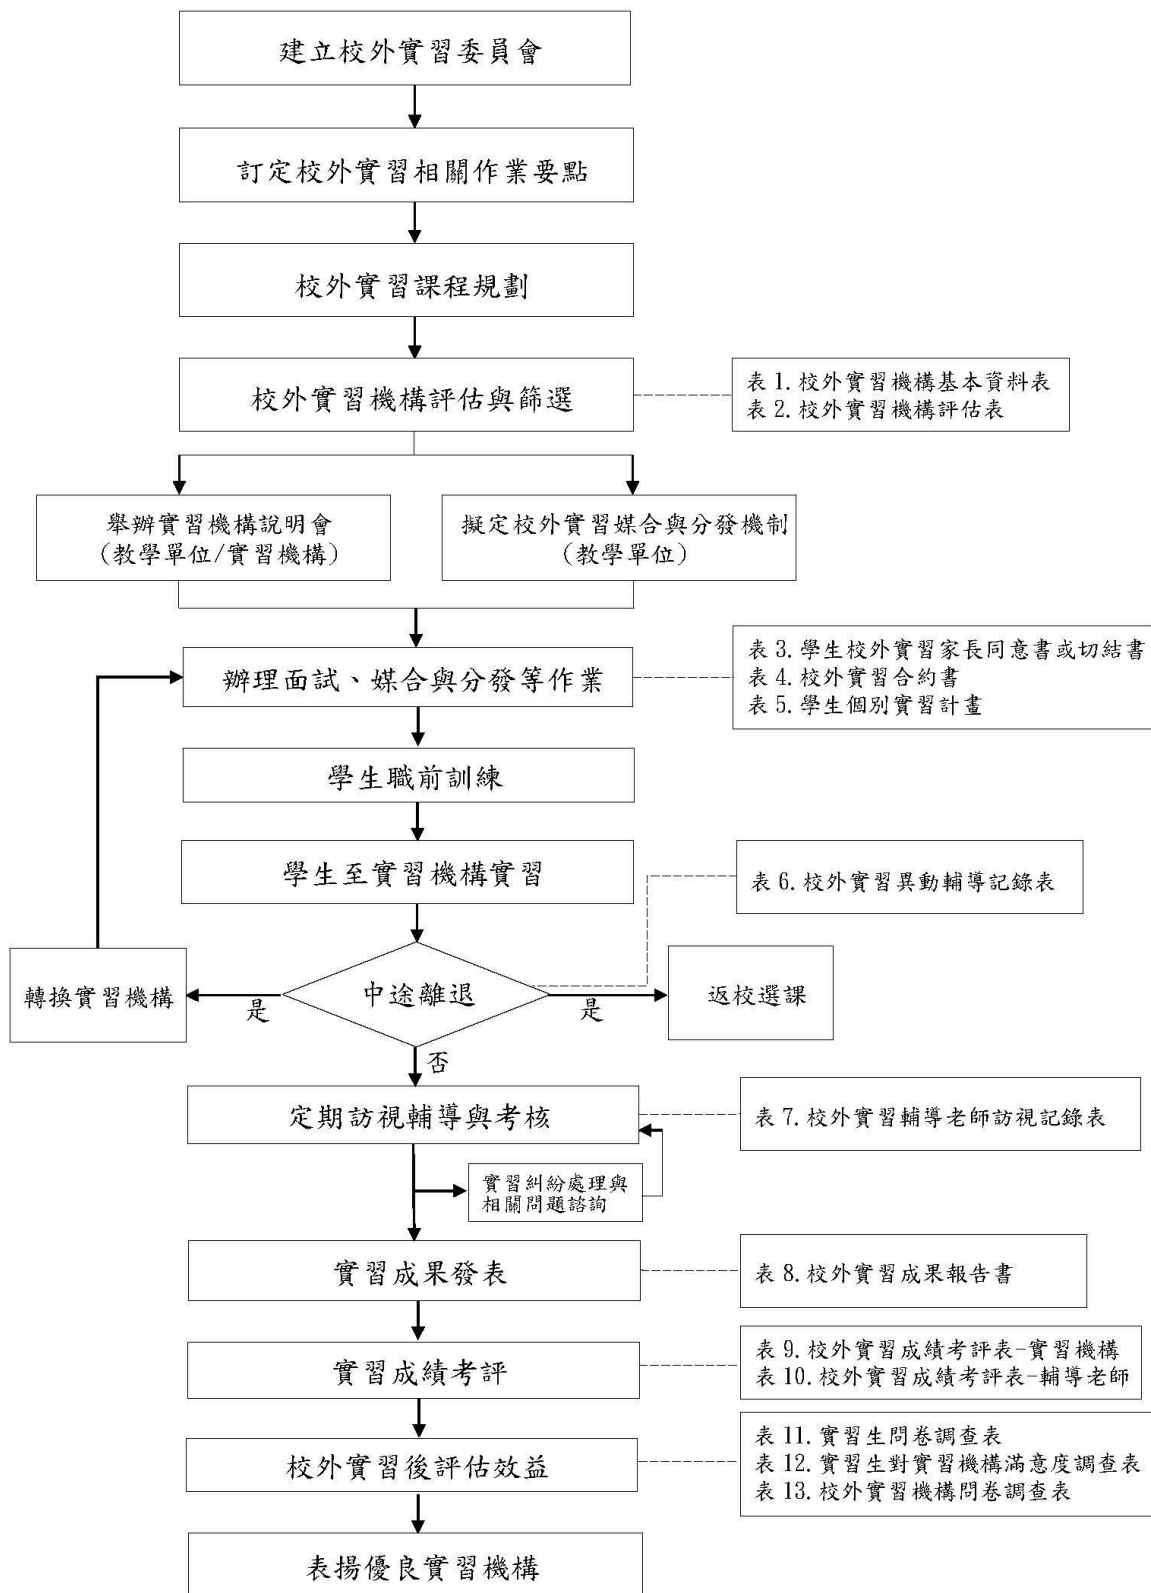 建立校外實習委員會
訂定校外實習相關作業要點
校外實習課程規劃
校外實習機構評估與篩選
表 1.校外實習機構基本資料表
表 2.校外實習機構評估表
舉辦實習機構說明會
(教學單位/實習機構)
擬定校外實習媒合與分發機制
(教學單位)
辦理面試、媒合與分發等作業
表 3.學生校外實習家長同意書或切結書
表 4.校外實習合約書
表 5.學生個別實習計畫
學生職前訓練
學生至實習機構實習
表 6.校外實習異動輔導記錄表
轉換實習機構
是
中途離退
是
返校選課
否
定期訪視輔導與考核
表 7.校外實習輔導老師訪視記錄表
實習糾紛處理與
相關問題諮詢
實習成果發表
表 8.校外實習成果報告書
實習成績考評
表 9.校外實習成績考評表-實習機構
表 10.校外實習成績考評表-輔導老師
校外實習後評估效益
表 11.實習生問卷調查表
表 12.實習生對實習機構滿意度調查表
表 13.校外實習機構問卷調查表
表揚優良實習機構